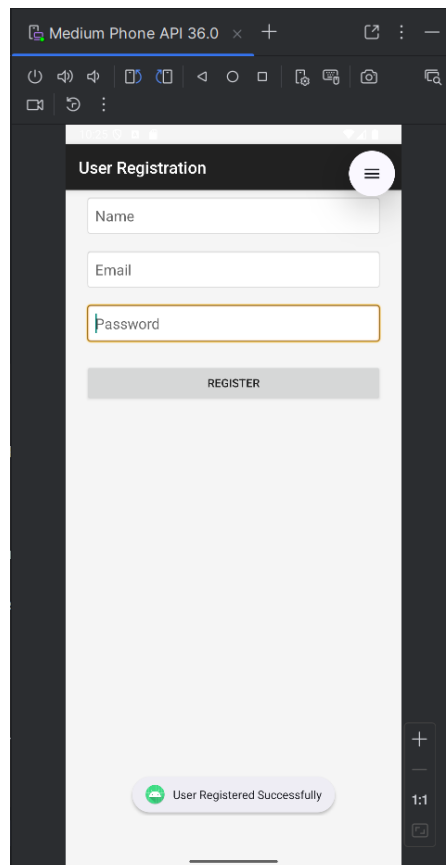 Medium Phone API 36.0
User Registration
Name
Email
Password
REGISTER
User Registered Successfully
1:1